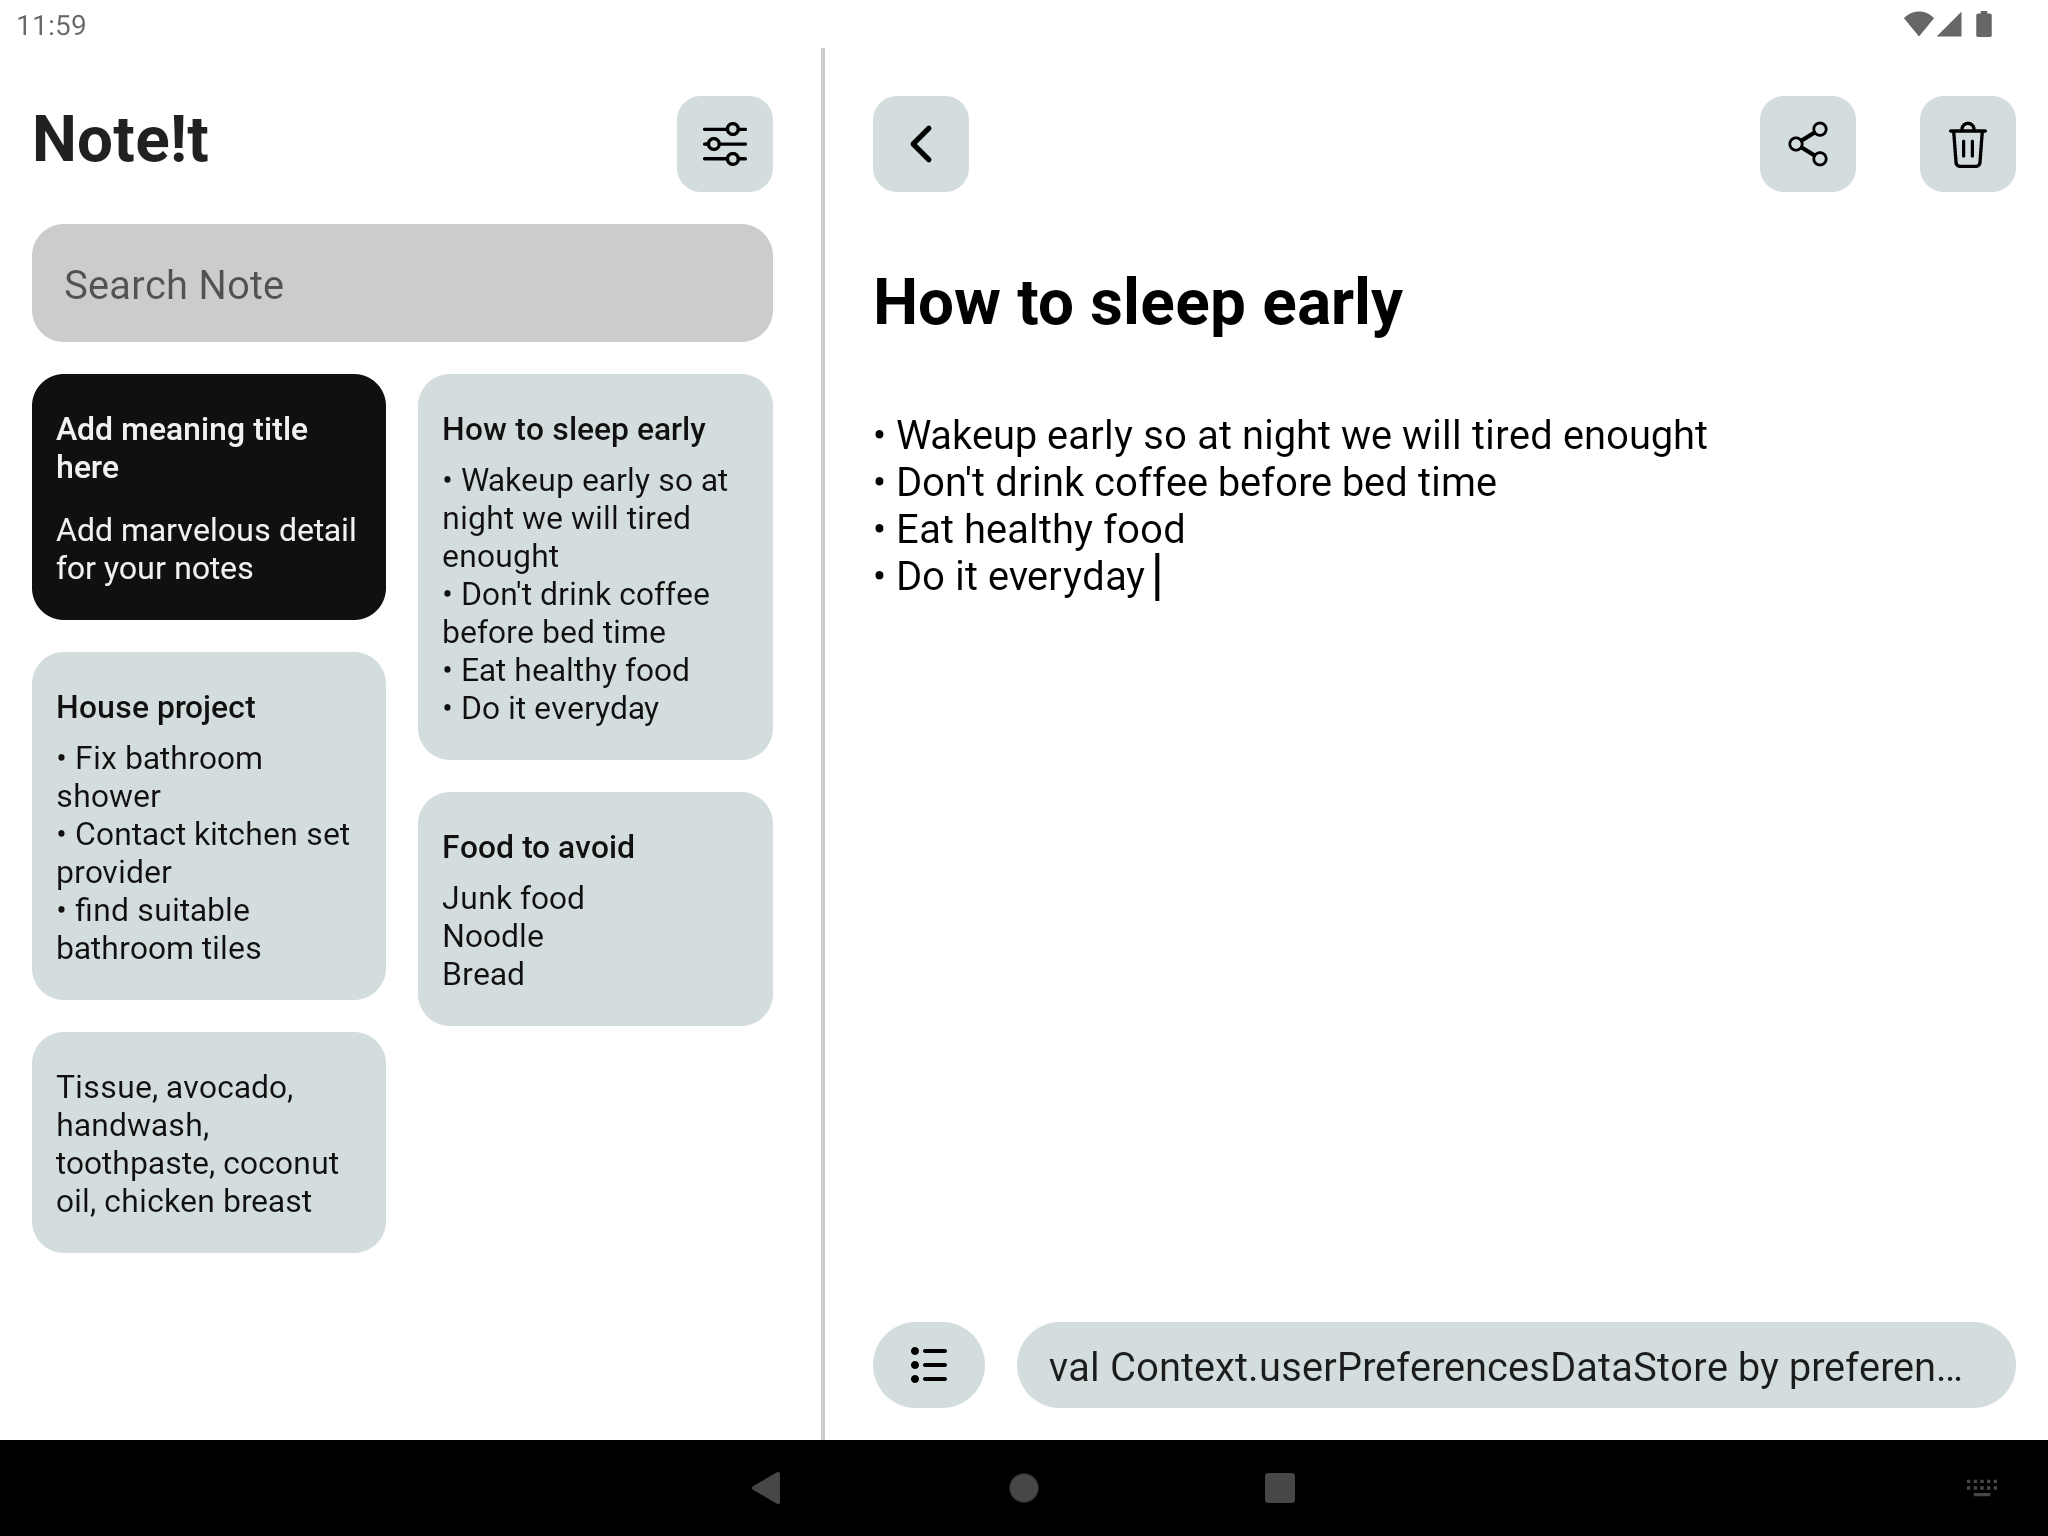 11:59
Note!t
Search Note
Add meaning title
here
Add marvelous detail
for your notes
House project
• Fix bathroom
shower
• Contact kitchen set
provider
• find suitable
bathroom tiles
Tissue, avocado,
handwash,
toothpaste, coconut
oil, chicken breast
How to sleep early
• Wakeup early so at
night we will tired
enought
• Don't drink coffee
before bed time
• Eat healthy food
• Do it everyday
Food to avoid
Junk food
Noodle
Bread
How to sleep early
• Wakeup early so at night we will tired enought
• Don't drink coffee before bed time
• Eat healthy food
• Do it everyday
val Context.userPreferencesDataStore by preferen...